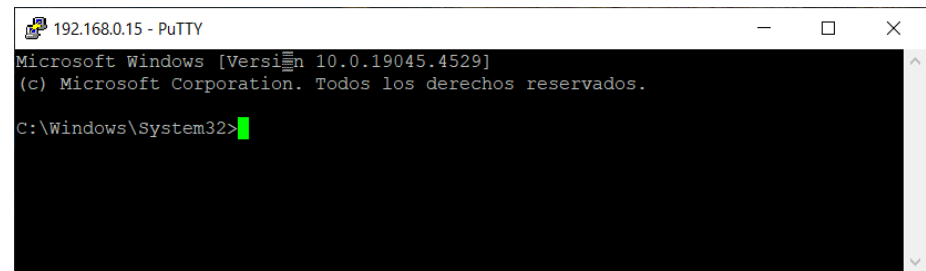 192.168.0.15 - PuTTY
Microsoft Windows [Versi≣n 10.0.19045.4529]
(c) Microsoft Corporation. Todos los derechos reservados.
C:\Windows\System32>